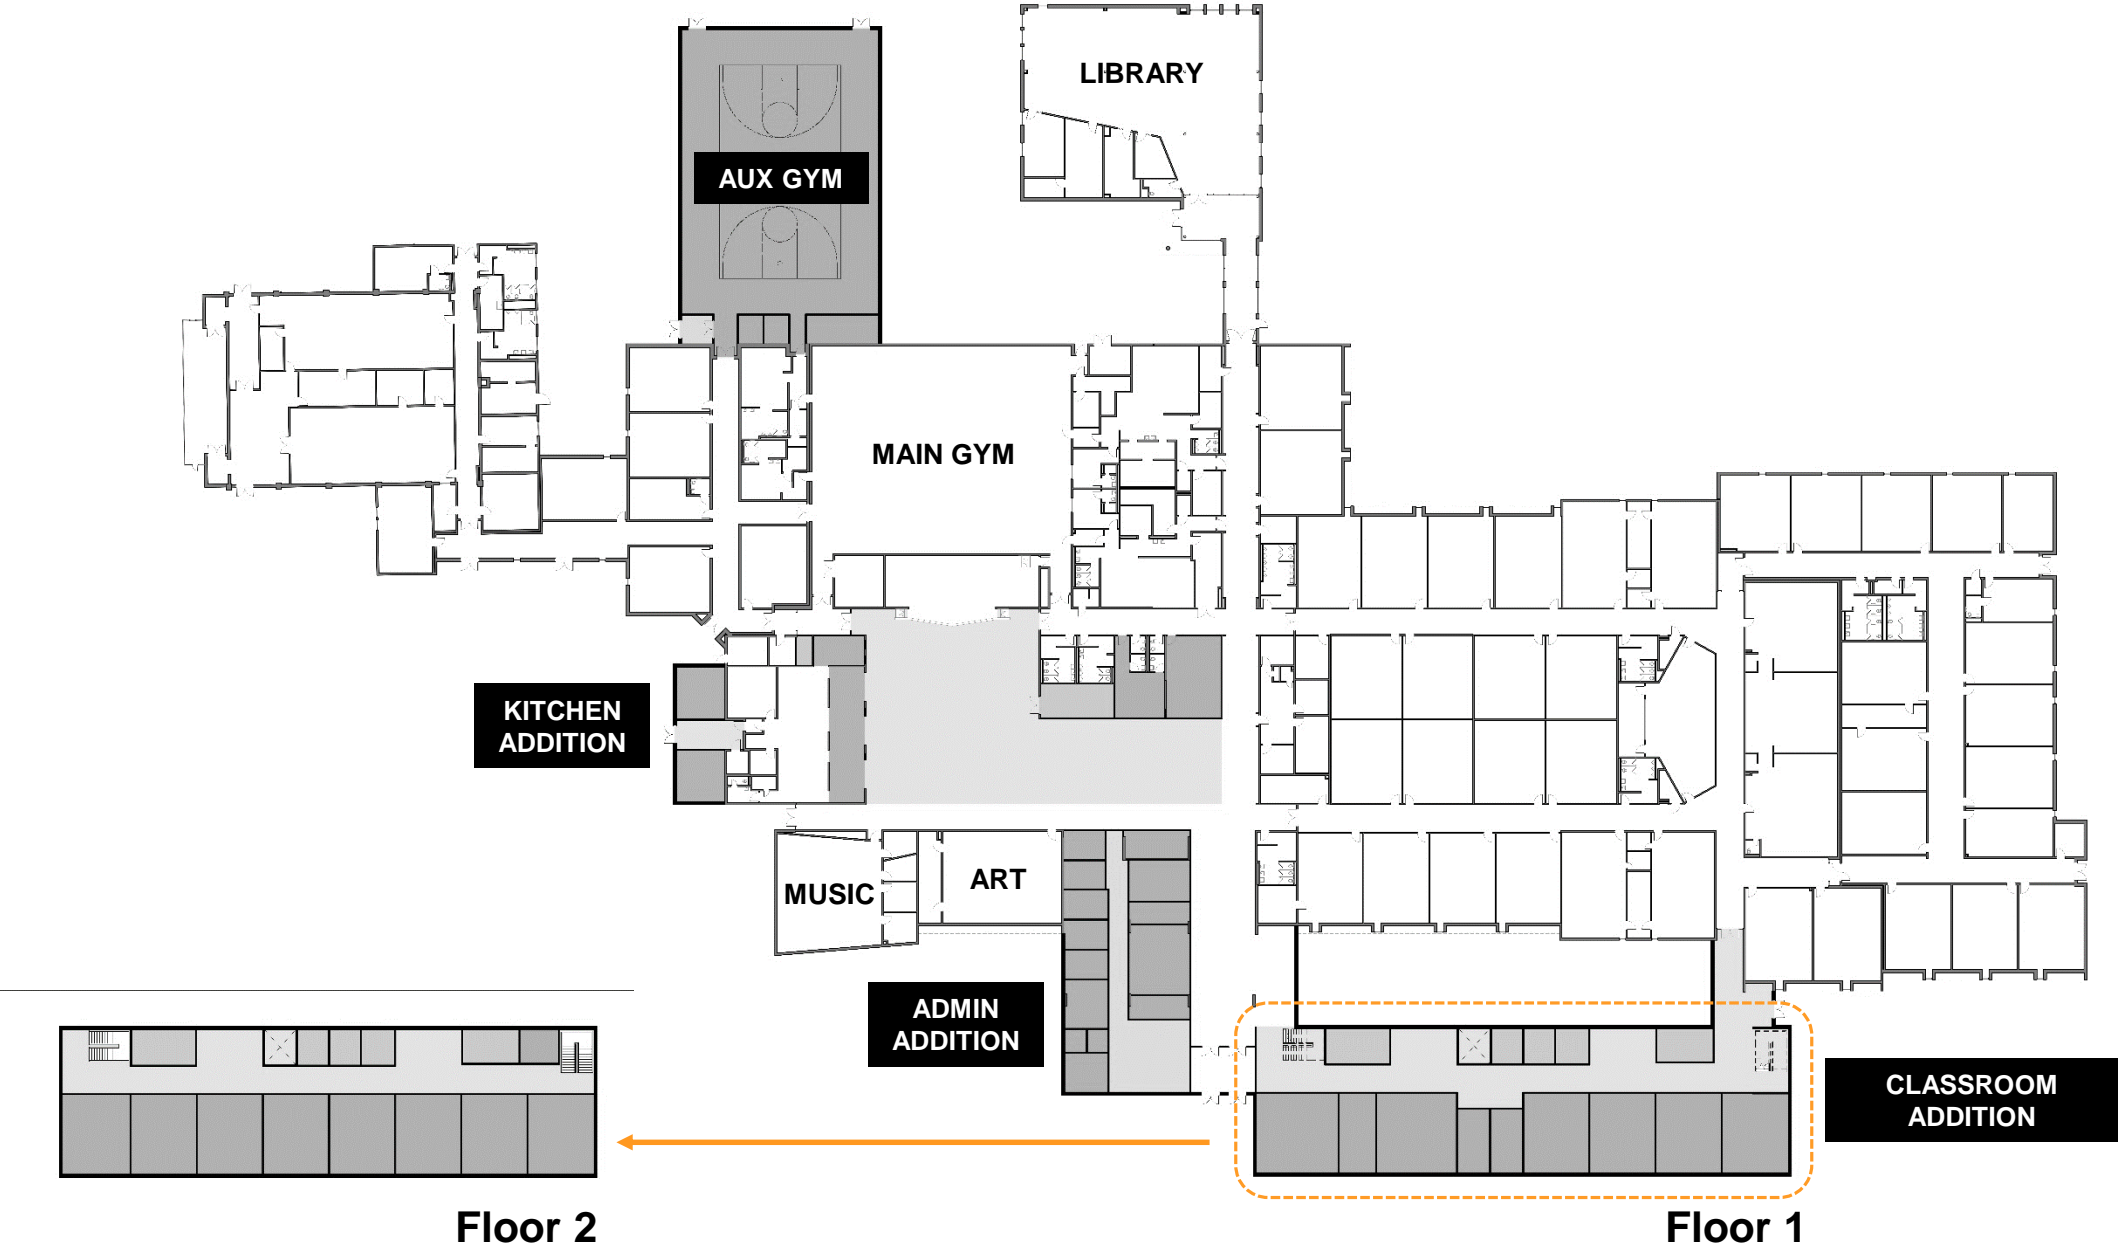 LIBRARY
AUX GYM
MAIN GYM
KITCHEN
ADDITION
MUSIC
ART
ADMIN
ADDITION
CLASSROOM
ADDITION
Floor 2
Floor 1